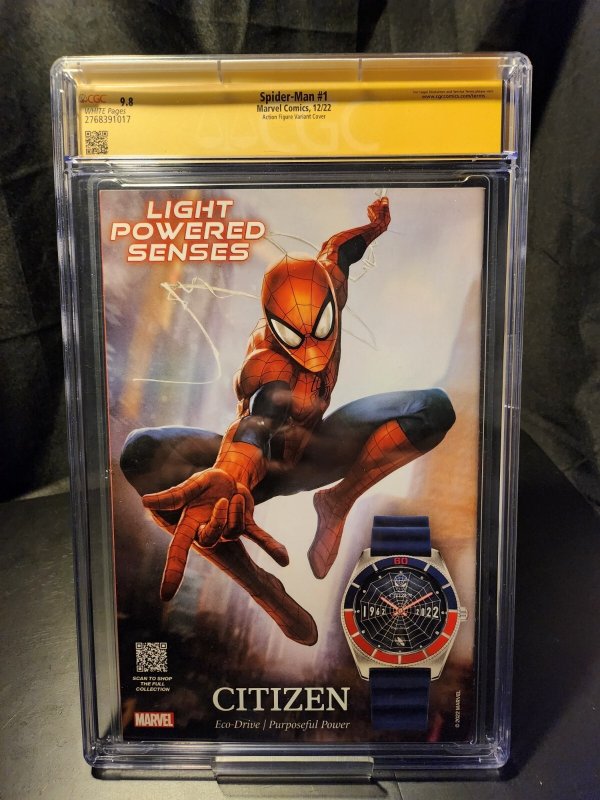 CGC 9.8
WHITE Pages
2768391017
Spider-Man #1
Marvel Comics, 12/22
Action Figure Variant Cover
www.cgccomics.com/terms
LIGHT
POWERED
SENSES
60
1962 2022
SCAN TO SHOP
THE FULL
COLLECTION
CITIZEN
Eco-Drive | Purposeful Power
MARVEL
© 2022 MARVEL